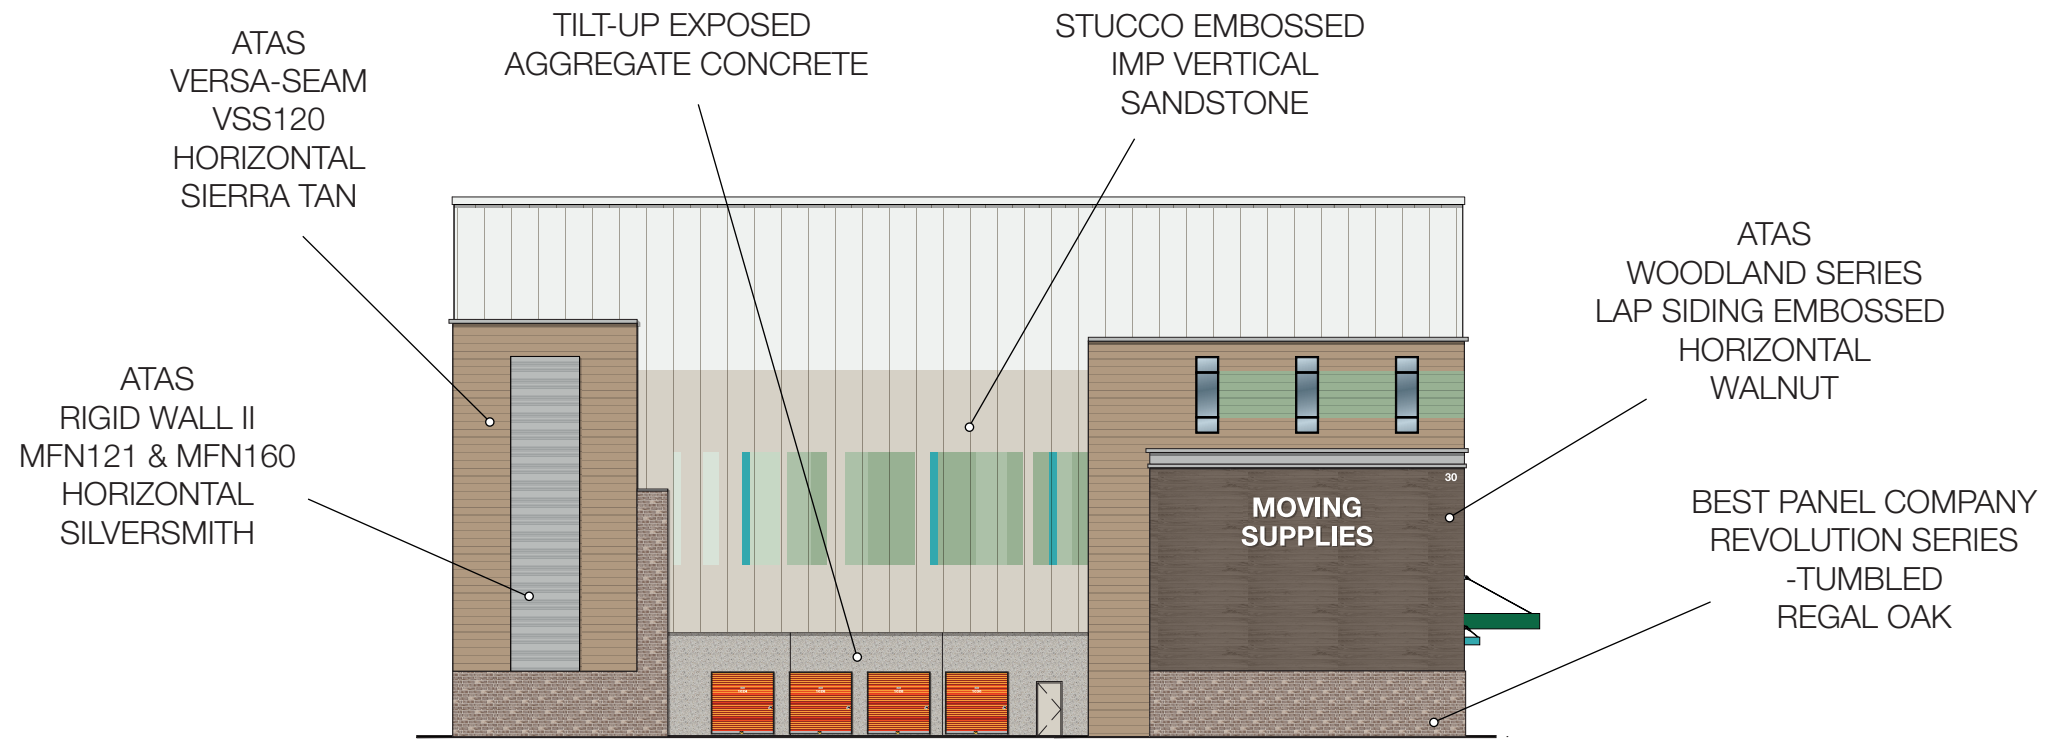 ATAS
VERSA-SEAM
VSS120
HORIZONTAL
SIERRA TAN
TILT-UP EXPOSED
AGGREGATE CONCRETE
STUCCO EMBOSSED
IMP VERTICAL
SANDSTONE
ATAS
WOODLAND SERIES
LAP SIDING EMBOSSED
HORIZONTAL
WALNUT
ATAS
RIGID WALL II
MFN121 & MFN160
HORIZONTAL
SILVERSMITH
30
MOVING
SUPPLIES
BEST PANEL COMPANY
REVOLUTION SERIES
-TUMBLED
REGAL OAK